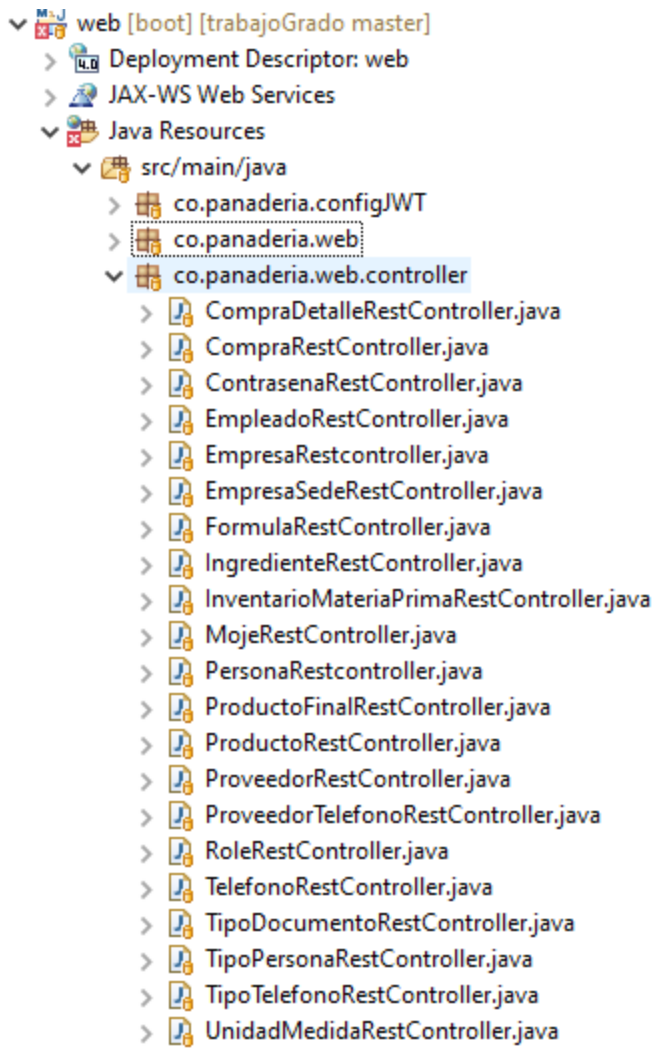 web [boot] [trabajoGrado master]
Deployment Descriptor: web
JAX-WS Web Services
Java Resources
src/main/java
co.panaderia.configJWT
co.panaderia.web
co.panaderia.web.controller
CompraDetalleRestController.java
CompraRestController.java
ContrasenaRestController.java
EmpleadoRestController.java
EmpresaRestcontroller.java
EmpresaSedeRestController.java
FormulaRestController.java
IngredienteRestController.java
InventarioMateriaPrimaRestController.java
MojeRestController.java
PersonaRestcontroller.java
ProductoFinalRestController.java
ProductoRestController.java
ProveedorRestController.java
ProveedorTelefonoRestController.java
RoleRestController.java
TelefonoRestController.java
TipoDocumentoRestController.java
TipoPersonaRestController.java
TipoTelefonoRestController.java
UnidadMedidaRestController.java